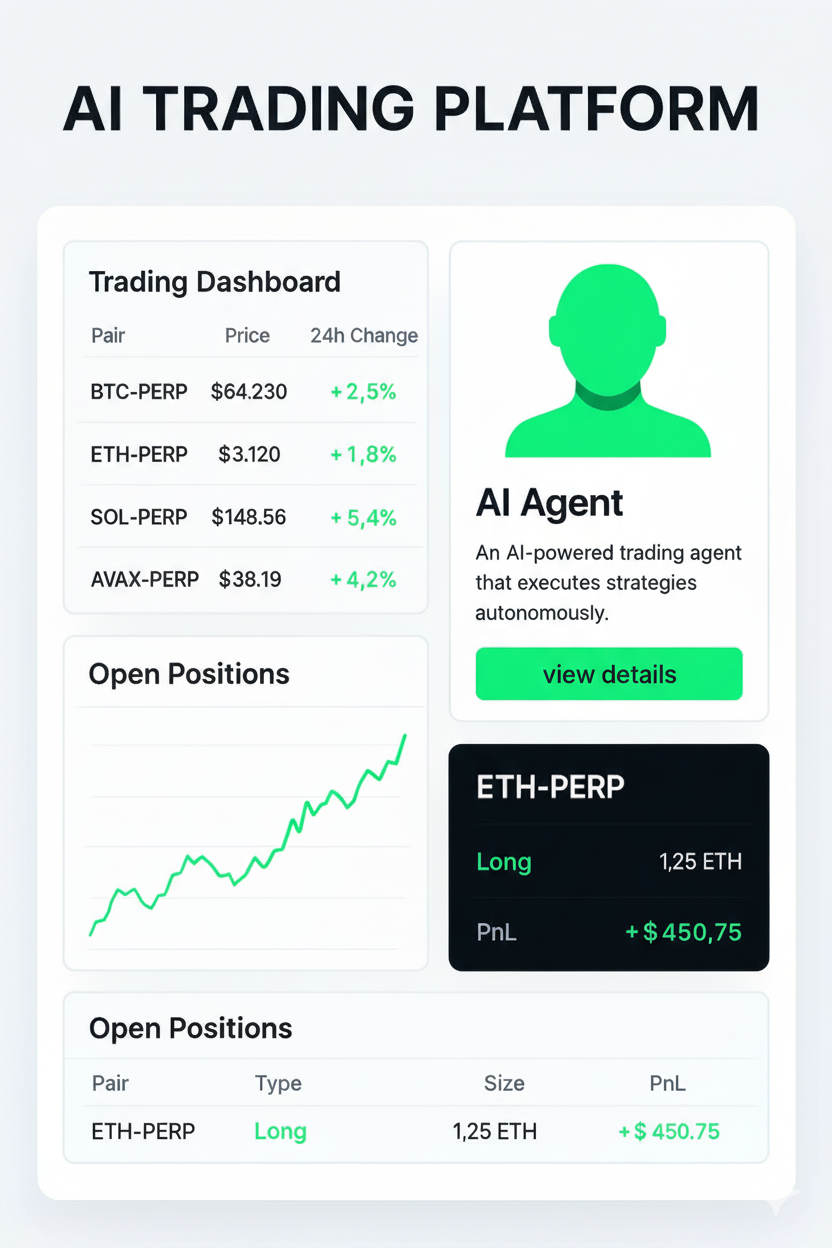 AI TRADING PLATFORM
Trading Dashboard
Pair Price 24h Change
BTC-PERP $64.230 +2,5%
ETH-PERP $3.120 +1,8%
SOL-PERP $148.56 +5,4%
AVAX-PERP $38.19 +4,2%
AI Agent
An AI-powered trading agent
that executes strategies
autonomously.
view details
Open Positions
ETH-PERP
Long 1,25 ETH
PnL +$450,75
Open Positions
Pair Type Size PnL
ETH-PERP Long 1,25 ETH +$ 450.75